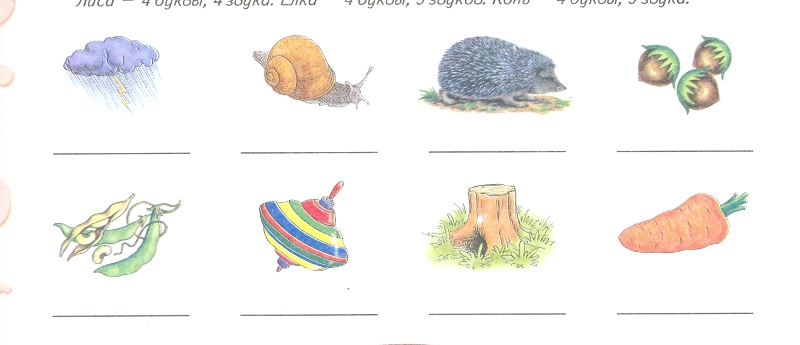 Лиса — 4 буквы, 4 звука. Ёлка — 4 буквы, 5 звуков. Конь — 4 буквы, 3 звука.